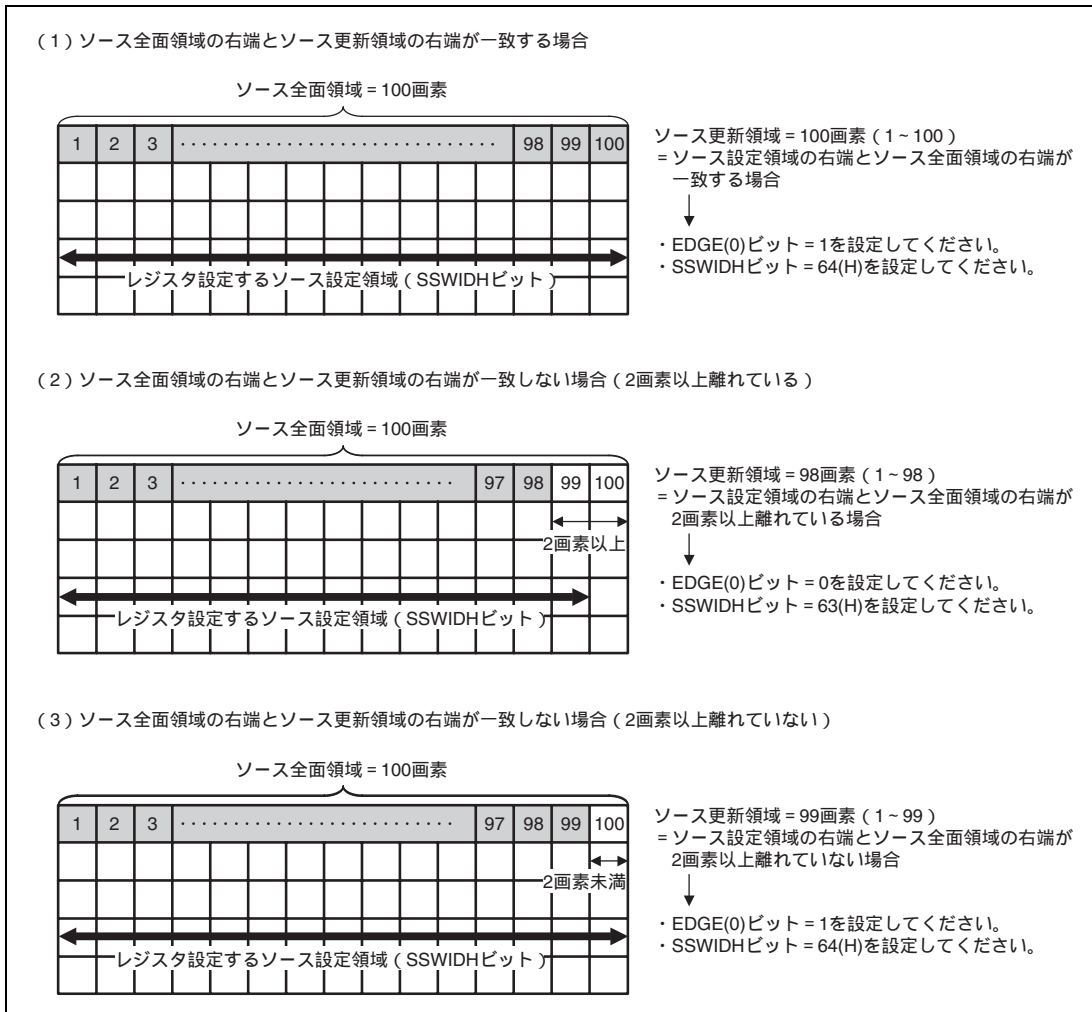 (1)ソース全面領域の右端とソース更新領域の右端が一致する場合
ソース全面領域 = 100画素
1 2 3 ・・・・・・・・・・・・・・・・・・・・・・・・・・・・・・ 98 99 100
レジスタ設定するソース設定領域(SSWIDHビット)
ソース更新領域 = 100画素(1~100)
= ソース設定領域の右端とソース全面領域の右端が
一致する場合
・EDGE(0)ビット = 1を設定してください。
・SSWIDHビット = 64(H)を設定してください。
(2)ソース全面領域の右端とソース更新領域の右端が一致しない場合(2画素以上離れている)
ソース全面領域 = 100画素
1 2 3 ・・・・・・・・・・・・・・・・・・・・・・・・・・ 97 98 99 100
2画素以上
レジスタ設定するソース設定領域(SSWIDHビット)
ソース更新領域 = 98画素(1~98)
= ソース設定領域の右端とソース全面領域の右端が
2画素以上離れている場合
・EDGE(0)ビット = 0を設定してください。
・SSWIDHビット = 63(H)を設定してください。
(3)ソース全面領域の右端とソース更新領域の右端が一致しない場合(2画素以上離れていない)
ソース全面領域 = 100画素
1 2 3 ・・・・・・・・・・・・・・・・・・・・・・・・・・ 97 98 99 100
2画素未満
レジスタ設定するソース設定領域(SSWIDHビット)
ソース更新領域 = 99画素(1~99)
= ソース設定領域の右端とソース全面領域の右端が
2画素以上離れていない場合
・EDGE(0)ビット = 1を設定してください。
・SSWIDHビット = 64(H)を設定してください。